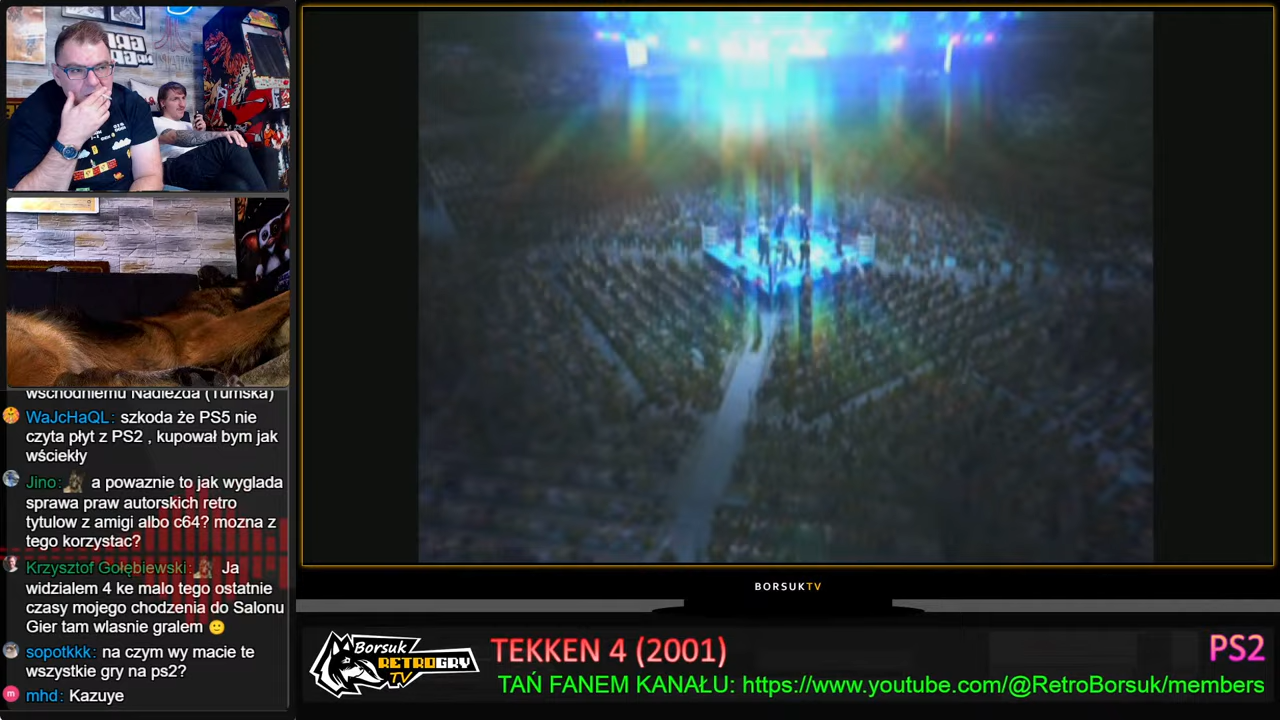 wschodniemu Nadieżda (Tumska)
WaJcHaQL: szkoda że PS5 nie
czyta płyt z PS2 , kupował bym jak
wściekły
Jino: a powaznie to jak wyglada
sprawa praw autorskich retro
tytulow z amigi albo c64? mozna z
tego korzystac?
Krzysztof Gołębiewski: Ja
widzialem 4 ke malo tego ostatnie
czasy mojego chodzenia do Salonu
Gier tam wlasnie gralem
sopotkkk: na czym wy macie te
wszystkie gry na ps2?
m mhd: Kazuye
BORSUKTV
Borsuk
RETROGRY
TV
TEKKEN 4 (2001)
PS2
TAŃ FANEM KANAŁU: https://www.youtube.com/@RetroBorsuk/members